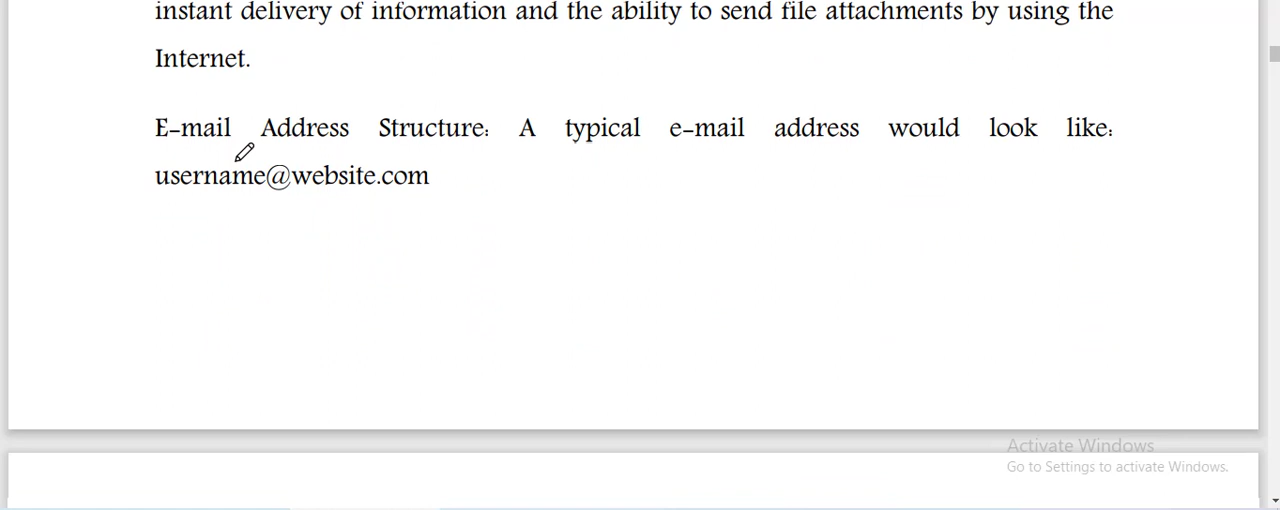 instant delivery of information and the ability to send file attachments by using the
Internet.
E-mail Address Structure: A typical e-mail address would look like:
username@website.com
Activate Windows
Go to Settings to activate Windows.